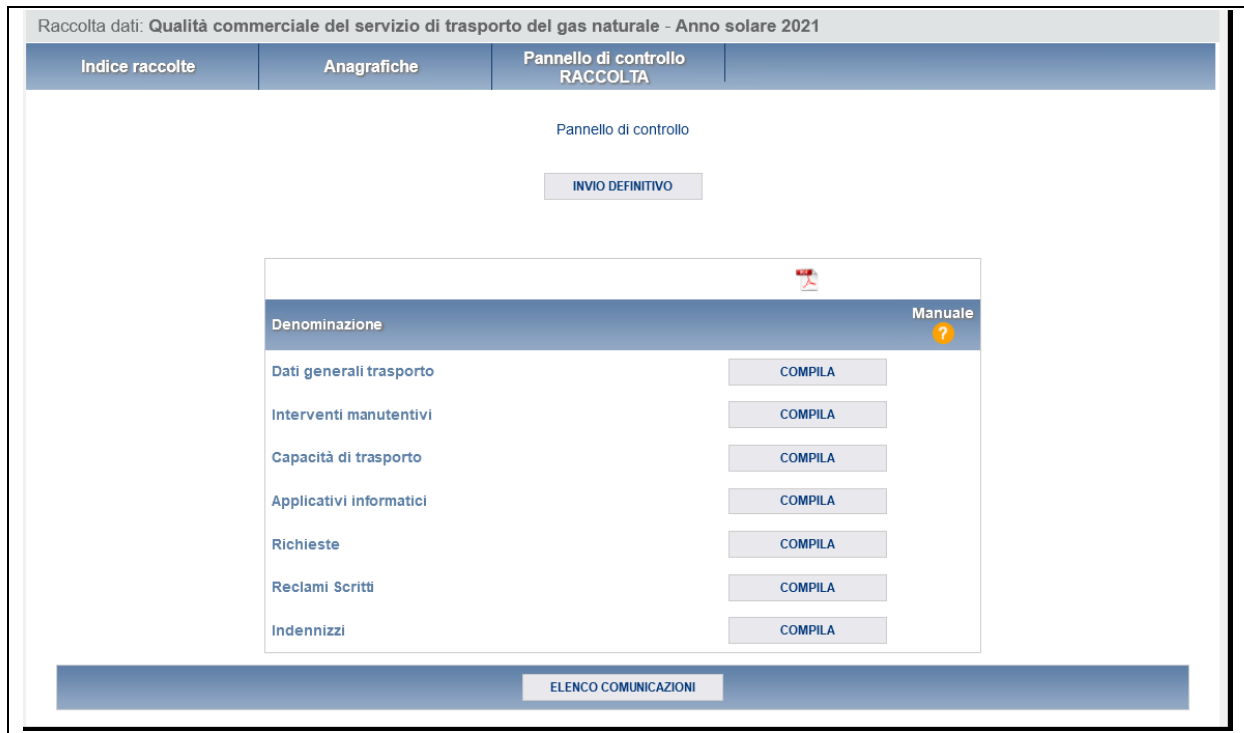 Raccolta dati: Qualità commerciale del servizio di trasporto del gas naturale - Anno solare 2021
Indice raccolte
Anagrafiche
Pannello di controllo
RACCOLTA
Pannello di controllo
INVIO DEFINITIVO
Denominazione
Manuale
?
Dati generali trasporto
COMPILA
Interventi manutentivi
COMPILA
Capacità di trasporto
COMPILA
Applicativi informatici
COMPILA
Richieste
COMPILA
Reclami Scritti
COMPILA
Indennizzi
COMPILA
ELENCO COMUNICAZIONI